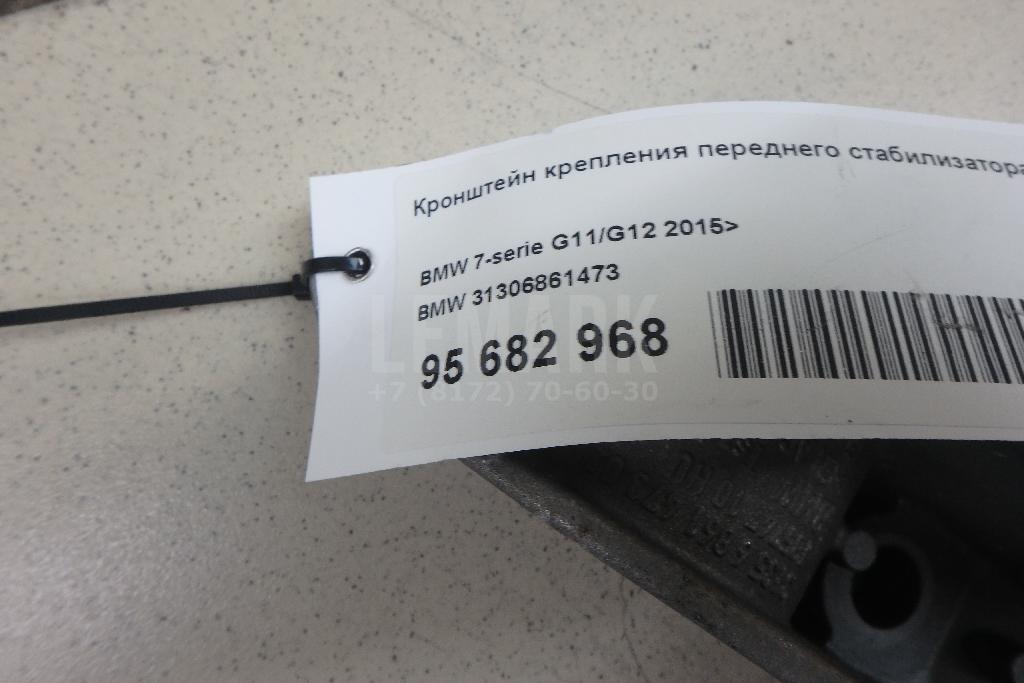 Кронштейн крепления переднего стабилизатора
BMW 7-serie G11/G12 2015>
BMW 31306861473
95 682 968
LEMARK
+7 (8172) 70-60-30